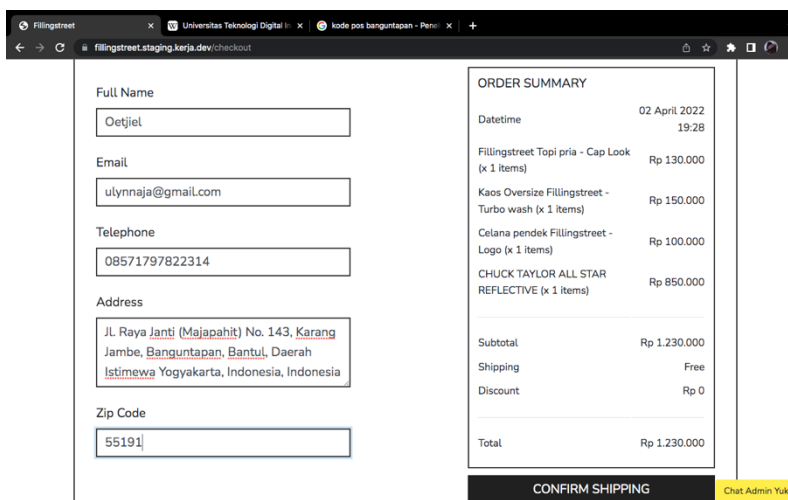 Fillingstreet
Universitas Teknologi Digital In
kode pos banguntapan - Penel
fillingstreet.staging.kerja.dev/checkout
Full Name
Oetjiel
Email
ulynnaja@gmail.com
Telephone
08571797822314
Address
Jl. Raya Janti (Majapahit) No. 143, Karang
Jambe, Banguntapan, Bantul, Daerah
Istimewa Yogyakarta, Indonesia, Indonesia
Zip Code
55191
ORDER SUMMARY
Datetime
02 April 2022
19:28
Fillingstreet Topi pria - Cap Look
(x 1 items)
Rp 130.000
Kaos Oversize Fillingstreet -
Turbo wash (x 1 items)
Rp 150.000
Celana pendek Fillingstreet -
Logo (x 1 items)
Rp 100.000
CHUCK TAYLOR ALL STAR
REFLECTIVE (x 1 items)
Rp 850.000
Subtotal Rp 1.230.000
Shipping Free
Discount Rp 0
Total Rp 1.230.000
CONFIRM SHIPPING
Chat Admin Yuk